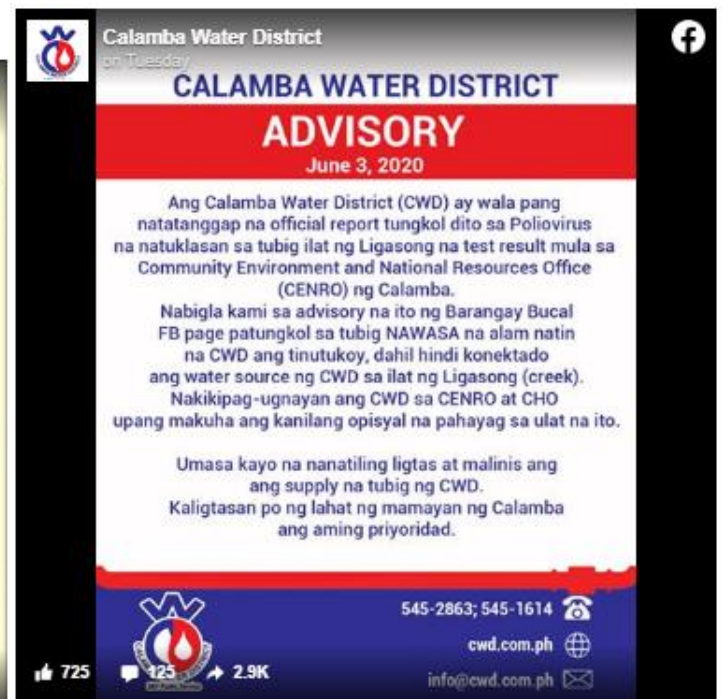 Calamba Water District
on Tuesday
CALAMBA WATER DISTRICT
ADVISORY
June 3, 2020
Ang Calamba Water District (CWD) ay wala pang
natatanggap na official report tungkol dito sa Poliovirus
na natuklasan sa tubig ilat ng Ligasong na test result mula sa
Community Environment and National Resources Office
(CENRO) ng Calamba.
Nabigla kami sa advisory na ito ng Barangay Bucal
FB page patungkol sa tubig NAWASA na alam natin
na CWD ang tinutukoy, dahil hindi konektado
ang water source ng CWD sa ilat ng Ligasong (creek).
Nakikipag-ugnayan ang CWD sa CENRO at CHO
upang makuha ang kanilang opisyal na pahayag sa ulat na ito.
Umasa kayo na nanatiling ligtas at malinis ang
ang supply na tubig ng CWD.
Kaligtasan po ng lahat ng mamayan ng Calamba
ang aming priyoridad.
545-2863; 545-1614
cwd.com.ph
info@cwd.com.ph
725 125 2.9K